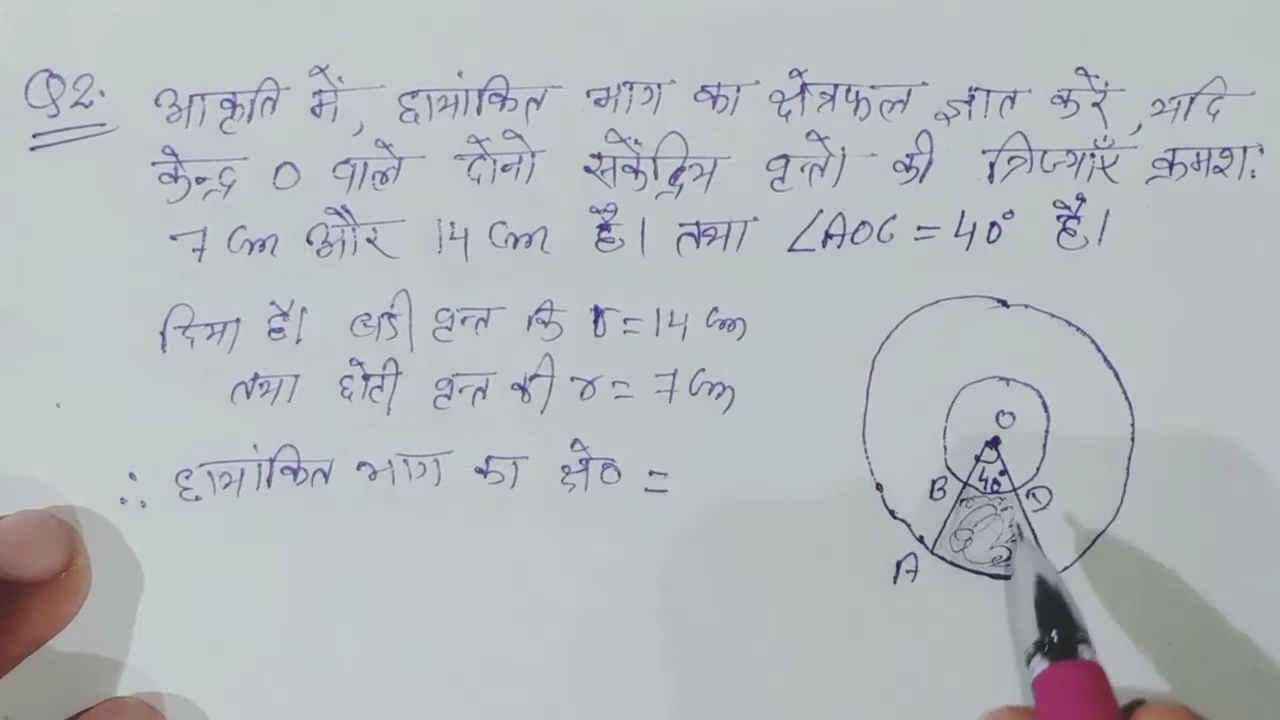 Q2. आकृति में, छायांकित भाग का क्षेत्रफल ज्ञात करें, यदि
केन्द्र O वाले दोनो सकेंद्रिय वृत्तो की त्रिज्याएँ क्रमश:
7 cm और 14 cm है। तथा ∠AOC = 40° है।
दिया है। बड़ी वृत्त कि r = 14 cm
तथा छोटी वृत्त की r = 7 cm
∴ छायांकित भाग का क्षे० =
O
40°
B D
A